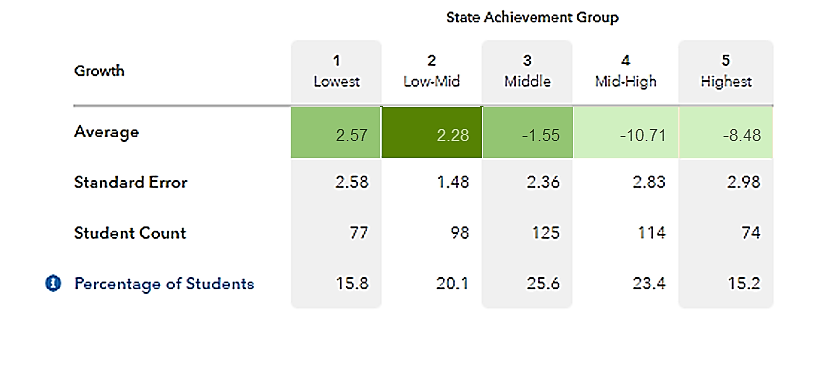 State Achievement Group
Growth 1 2 3 4 5
Lowest Low-Mid Middle Mid-High Highest
Average 2.57 2.28 -1.55 -10.71 -8.48
Standard Error 2.58 1.48 2.36 2.83 2.98
Student Count 77 98 125 114 74
Percentage of Students 15.8 20.1 25.6 23.4 15.2